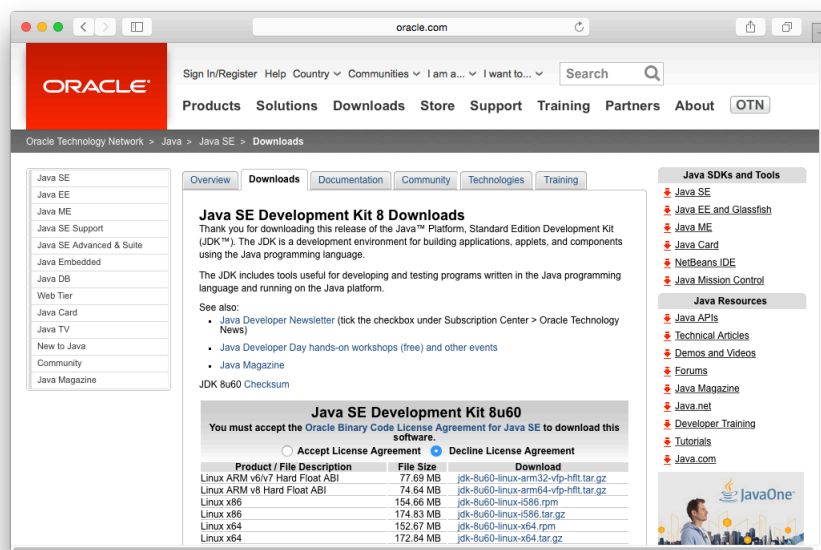 oracle.com
ORACLE
Sign In/Register Help Country Communities I am a... I want to... Search
Products Solutions Downloads Store Support Training Partners About OTN
Oracle Technology Network > Java > Java SE > Downloads
Java SE
Java EE
Java ME
Java SE Support
Java SE Advanced & Suite
Java Embedded
Java DB
Web Tier
Java Card
Java TV
New to Java
Community
Java Magazine
Overview Downloads Documentation Community Technologies Training
Java SE Development Kit 8 Downloads
Thank you for downloading this release of the Java™ Platform, Standard Edition Development Kit
(JDK™). The JDK is a development environment for building applications, applets, and components
using the Java programming language.
The JDK includes tools useful for developing and testing programs written in the Java programming
language and running on the Java platform.
See also:
Java Developer Newsletter (tick the checkbox under Subscription Center > Oracle Technology
News)
Java Developer Day hands-on workshops (free) and other events
Java Magazine
JDK 8u60 Checksum
Java SE Development Kit 8u60
You must accept the Oracle Binary Code License Agreement for Java SE to download this
software.
Accept License Agreement Decline License Agreement
Product / File Description File Size Download
Linux ARM v6/v7 Hard Float ABI 77.69 MB jdk-8u60-linux-arm32-vfp-hflt.tar.gz
Linux ARM v8 Hard Float ABI 74.64 MB jdk-8u60-linux-arm64-vfp-hflt.tar.gz
Linux x86 154.66 MB jdk-8u60-linux-i586.rpm
Linux x86 174.83 MB jdk-8u60-linux-i586.tar.gz
Linux x64 152.67 MB jdk-8u60-linux-x64.rpm
Linux x64 172.84 MB jdk-8u60-linux-x64.tar.gz
Java SDKs and Tools
Java SE
Java EE and Glassfish
Java ME
Java Card
NetBeans IDE
Java Mission Control
Java Resources
Java APIs
Technical Articles
Demos and Videos
Forums
Java Magazine
Java.net
Developer Training
Tutorials
Java.com
JavaOne